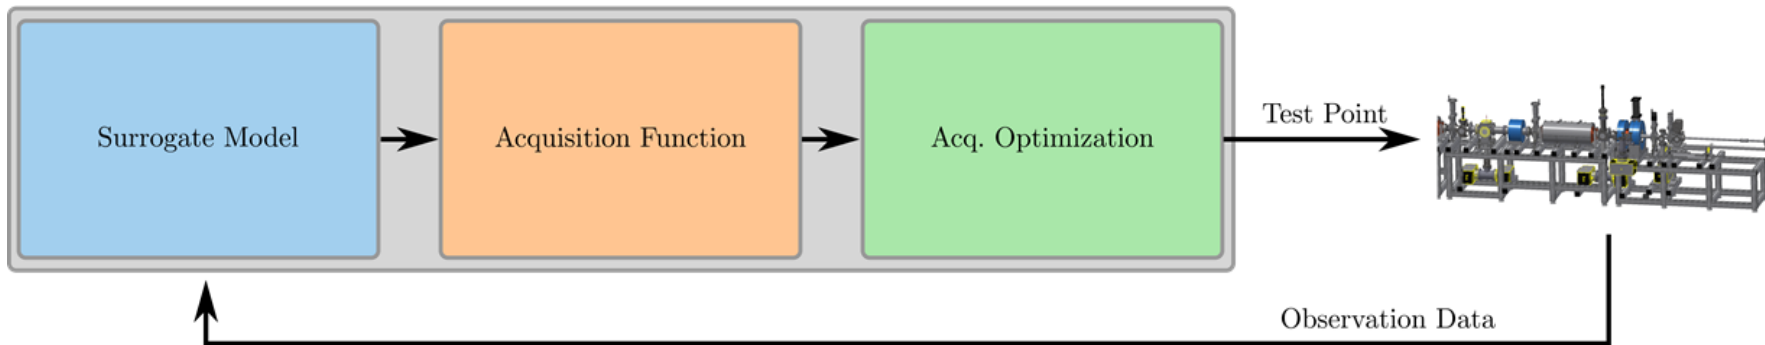 Surrogate Model
Acquisition Function
Acq. Optimization
Test Point
Observation Data